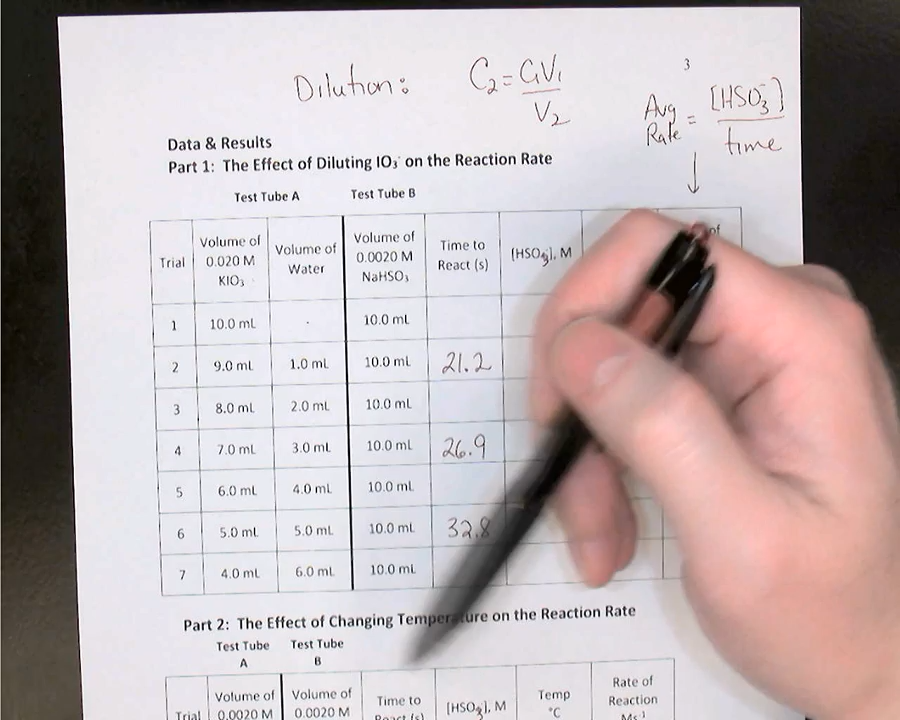 3
Dilution: C₂ = C₁V₁
V₂
Avg Rate = [HSO₃⁻]
time
Data & Results
Part 1: The Effect of Diluting IO₃⁻ on the Reaction Rate
Test Tube A Test Tube B
Trial Volume of 0.020 M KIO₃ Volume of Water Volume of 0.0020 M NaHSO₃ Time to React (s) [HSO₃], M of
1 10.0 mL 10.0 mL
2 9.0 mL 1.0 mL 10.0 mL 21.2
3 8.0 mL 2.0 mL 10.0 mL
4 7.0 mL 3.0 mL 10.0 mL 26.9
5 6.0 mL 4.0 mL 10.0 mL
6 5.0 mL 5.0 mL 10.0 mL 32.8
7 4.0 mL 6.0 mL 10.0 mL
Part 2: The Effect of Changing Temperature on the Reaction Rate
Test Tube A Test Tube B
Trial Volume of 0.0020 M Volume of 0.0020 M Time to React (s) [HSO₃], M Temp °C Rate of Reaction Ms⁻¹